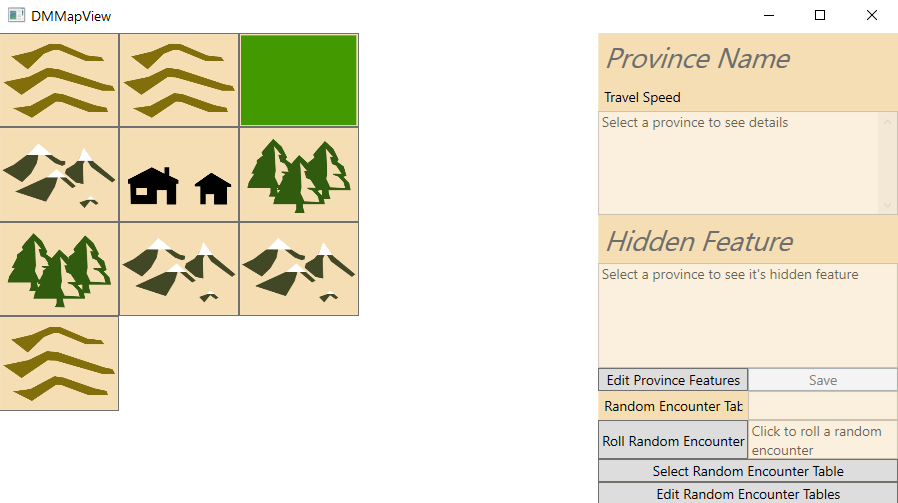 DMMapView
Province Name
Travel Speed
Select a province to see details
Hidden Feature
Select a province to see it's hidden feature
Edit Province Features
Save
Random Encounter Tab
Roll Random Encounter
Click to roll a random
encounter
Select Random Encounter Table
Edit Random Encounter Tables